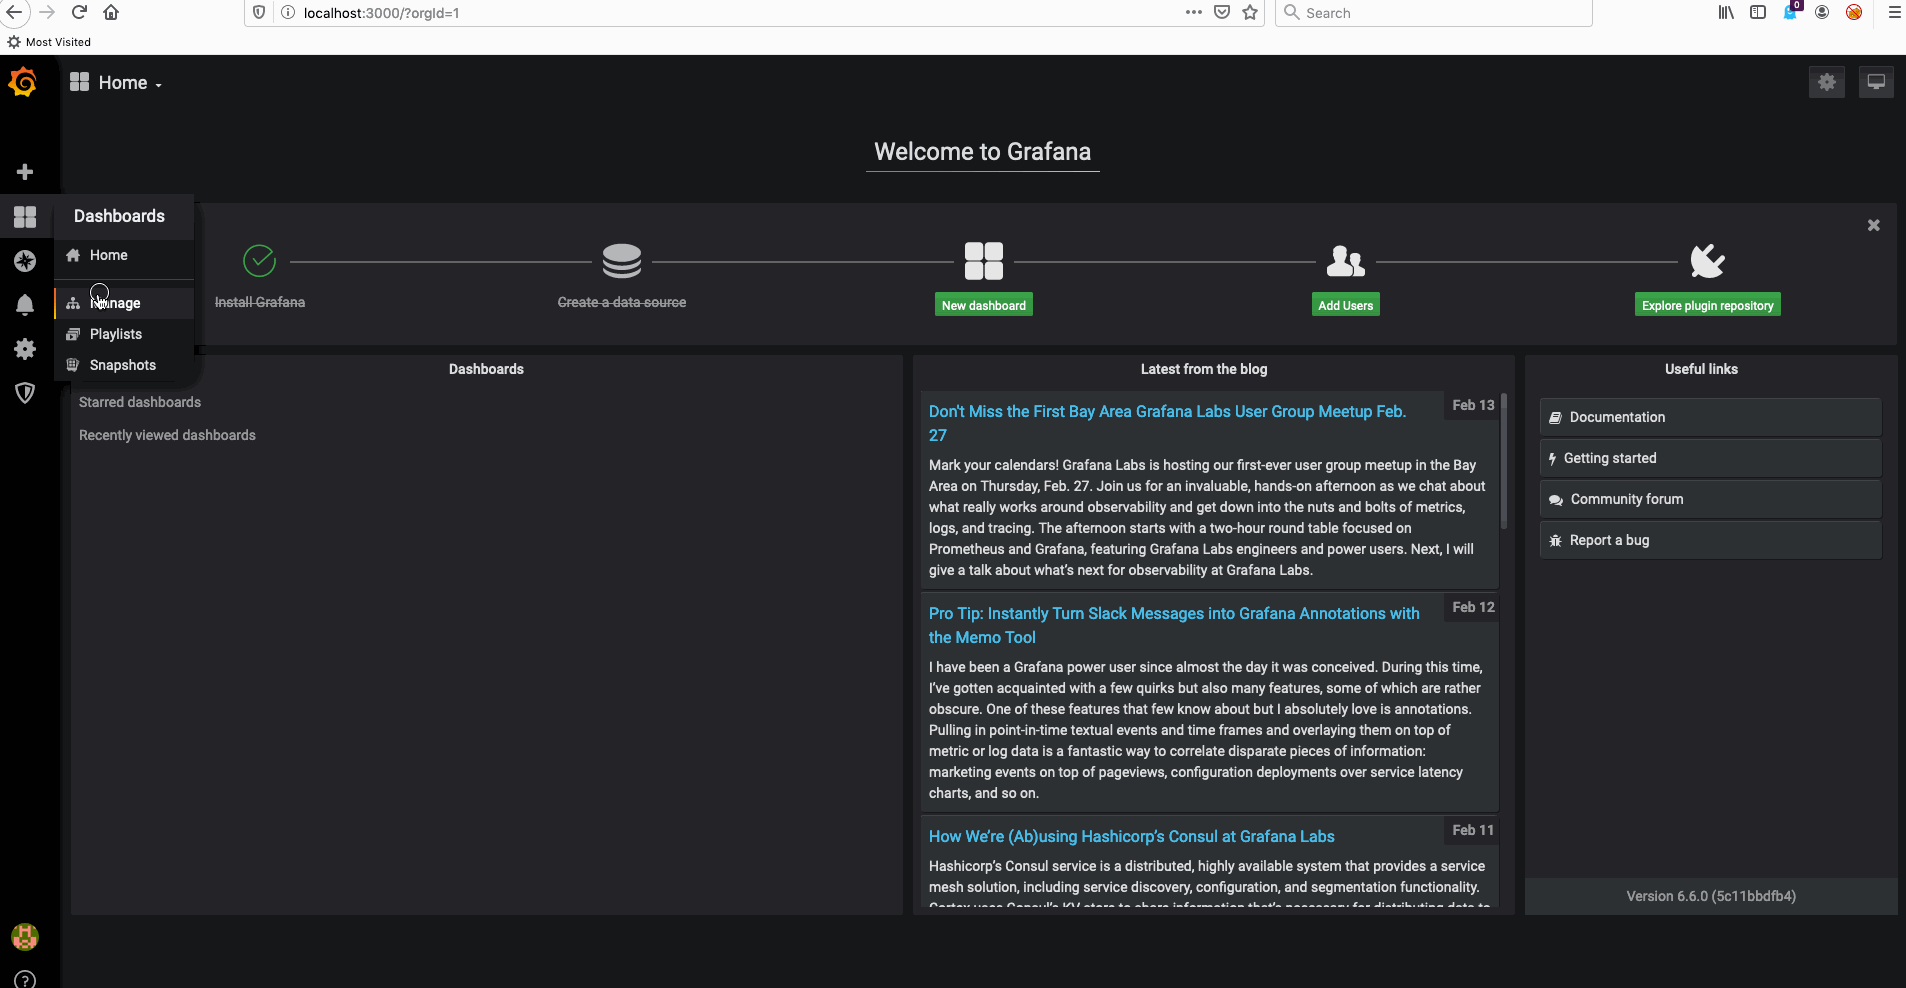 localhost:3000/?orgId=1
Search
0
Most Visited
Home
Welcome to Grafana
Dashboards
Home
Playlists
Snapshots
Install Grafana
Create a data source
New dashboard
Add Users
Explore plugin repository
Dashboards
Starred dashboards
Recently viewed dashboards
Latest from the blog
Don't Miss the First Bay Area Grafana Labs User Group Meetup Feb.
27
Feb 13
Mark your calendars! Grafana Labs is hosting our first-ever user group meetup in the Bay
Area on Thursday, Feb. 27. Join us for an invaluable, hands-on afternoon as we chat about
what really works around observability and get down into the nuts and bolts of metrics,
logs, and tracing. The afternoon starts with a two-hour round table focused on
Prometheus and Grafana, featuring Grafana Labs engineers and power users. Next, I will
give a talk about what's next for observability at Grafana Labs.
Pro Tip: Instantly Turn Slack Messages into Grafana Annotations with
the Memo Tool
Feb 12
I have been a Grafana power user since almost the day it was conceived. During this time,
I've gotten acquainted with a few quirks but also many features, some of which are rather
obscure. One of these features that few know about but I absolutely love is annotations.
Pulling in point-in-time textual events and time frames and overlaying them on top of
metric or log data is a fantastic way to correlate disparate pieces of information:
marketing events on top of pageviews, configuration deployments over service latency
charts, and so on.
How We're (Ab)using Hashicorp's Consul at Grafana Labs
Feb 11
Hashicorp's Consul service is a distributed, highly available system that provides a service
mesh solution, including service discovery, configuration, and segmentation functionality.
Useful links
Documentation
Getting started
Community forum
Report a bug
Version 6.6.0 (5c11bbdfb4)